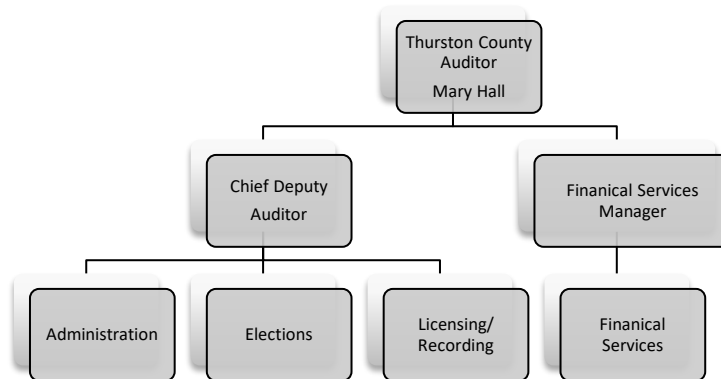 Thurston County
Auditor
Mary Hall
Chief Deputy
Auditor
Finanical Services
Manager
Administration
Elections
Licensing/
Recording
Finanical
Services